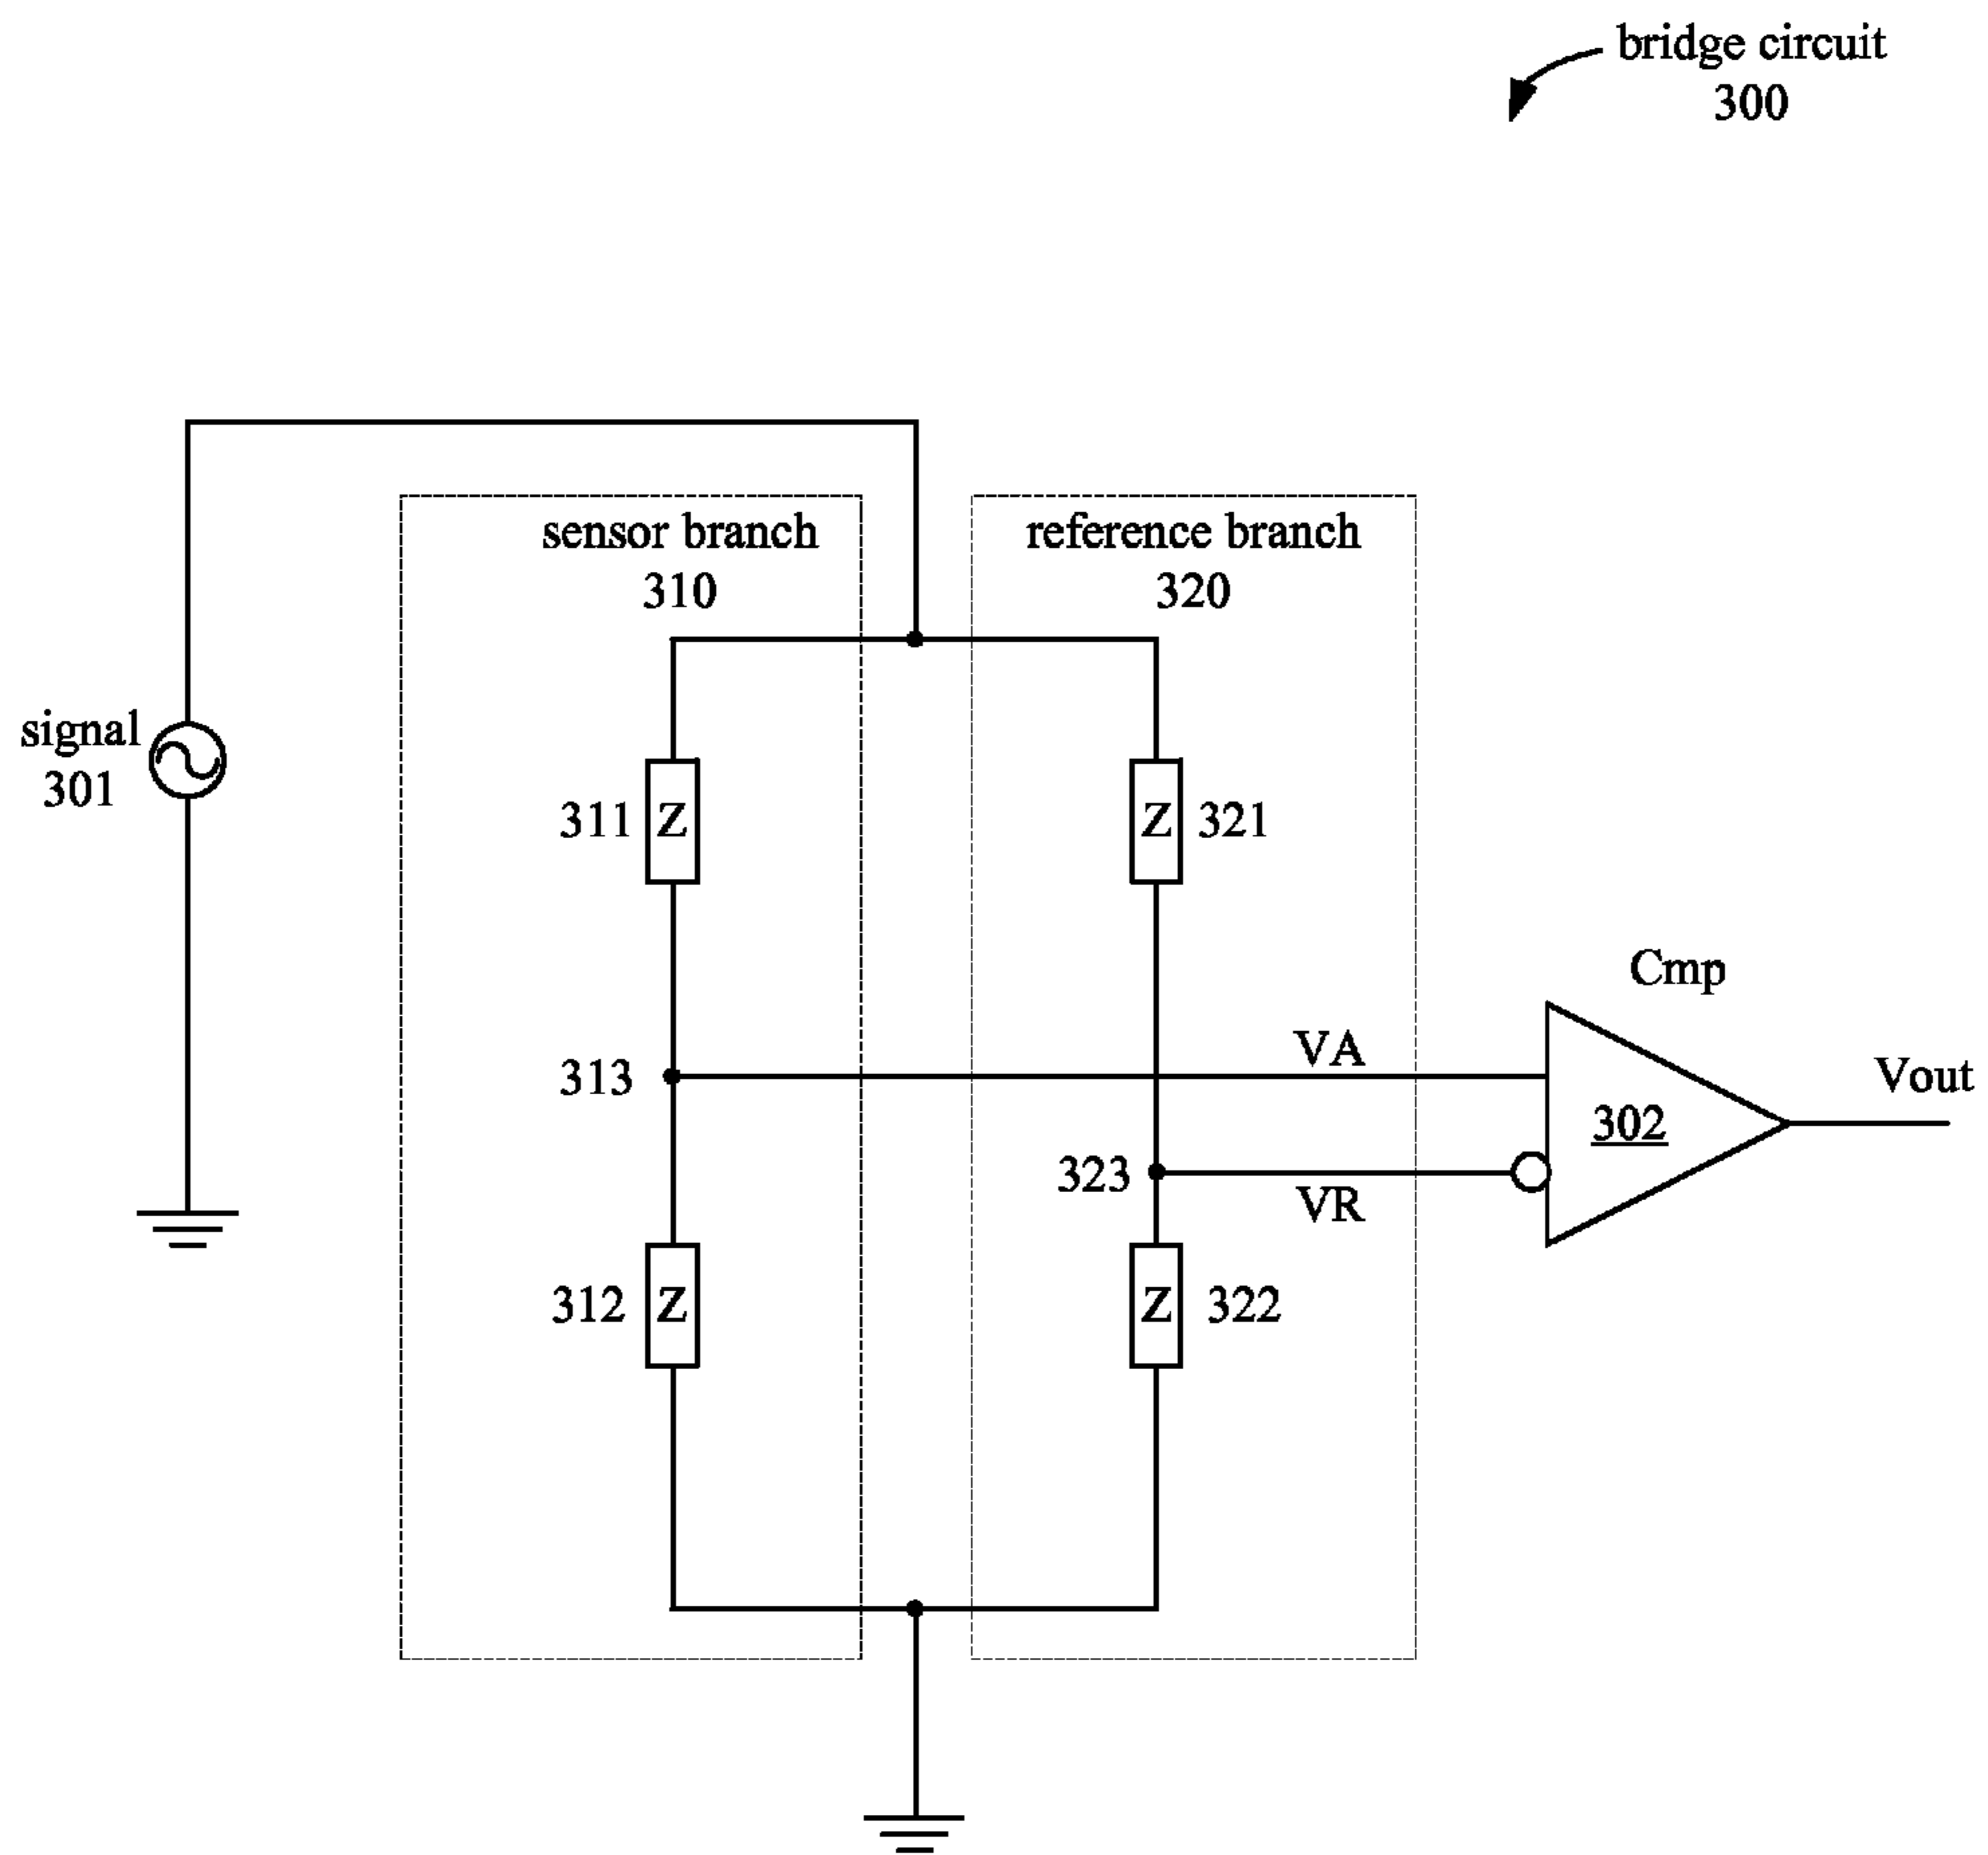 bridge circuit
300
sensor branch
310
reference branch
320
signal
301
311
Z
Z
321
Cmp
VA
313
Vout
302
323
VR
312
Z
Z
322